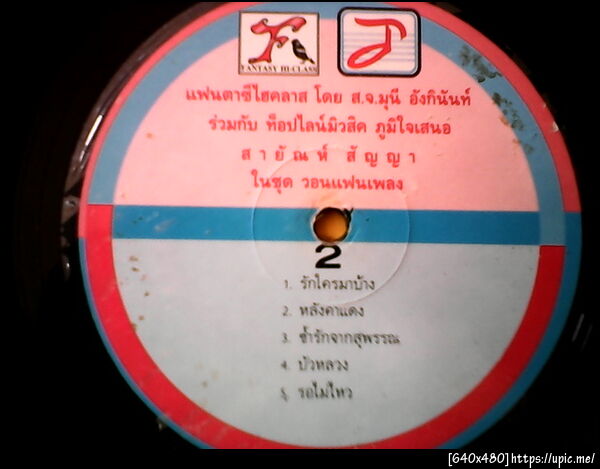 FANTASY HI-CLASS
แฟนตาซีไฮคลาส โดย ส.จ.มุนี อังกินันท์
ร่วมกับ ท็อปไลน์มิวสิค ภูมิใจเสนอ
สายัณห์ สัญญา
ในชุด วอนแฟนเพลง
2
1. รักใครมาบ้าง
2. หลังคาแดง
3. ช้ำรักจากสุพรรณ
4. บัวหลวง
5. รอไม่ไหว
[640x480]https://upic.me/